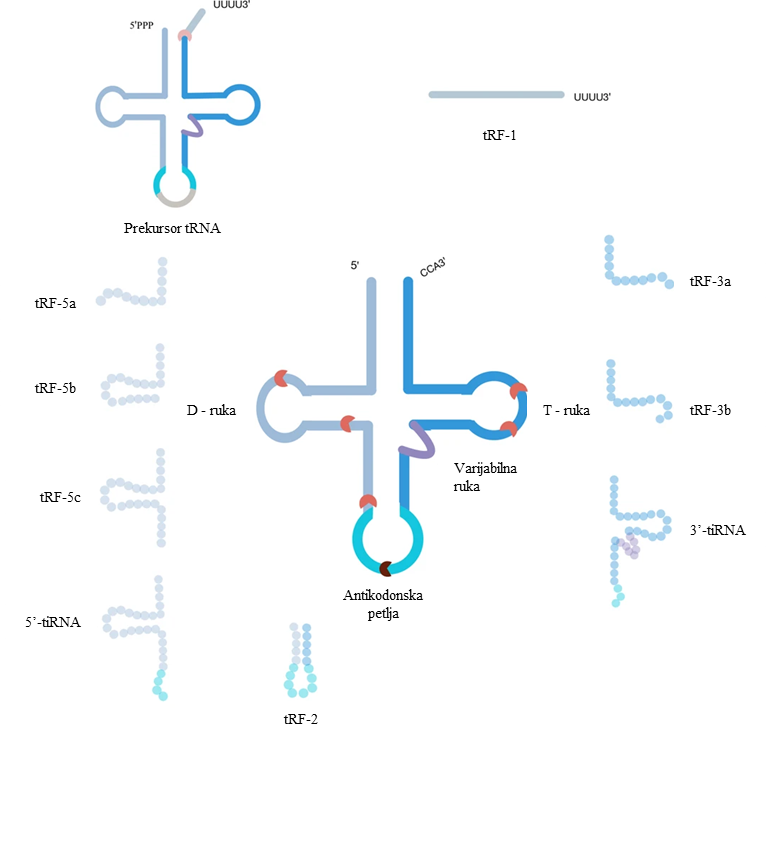 UUUU3'
5'PPP
UUUU3'
tRF-1
Prekursor tRNA
5'
CCA3'
tRF-5a
tRF-3a
tRF-5b
D - ruka
T - ruka
tRF-3b
Varijabilna
ruka
tRF-5c
3’-tiRNA
Antikodonska
petlja
5’-tiRNA
tRF-2